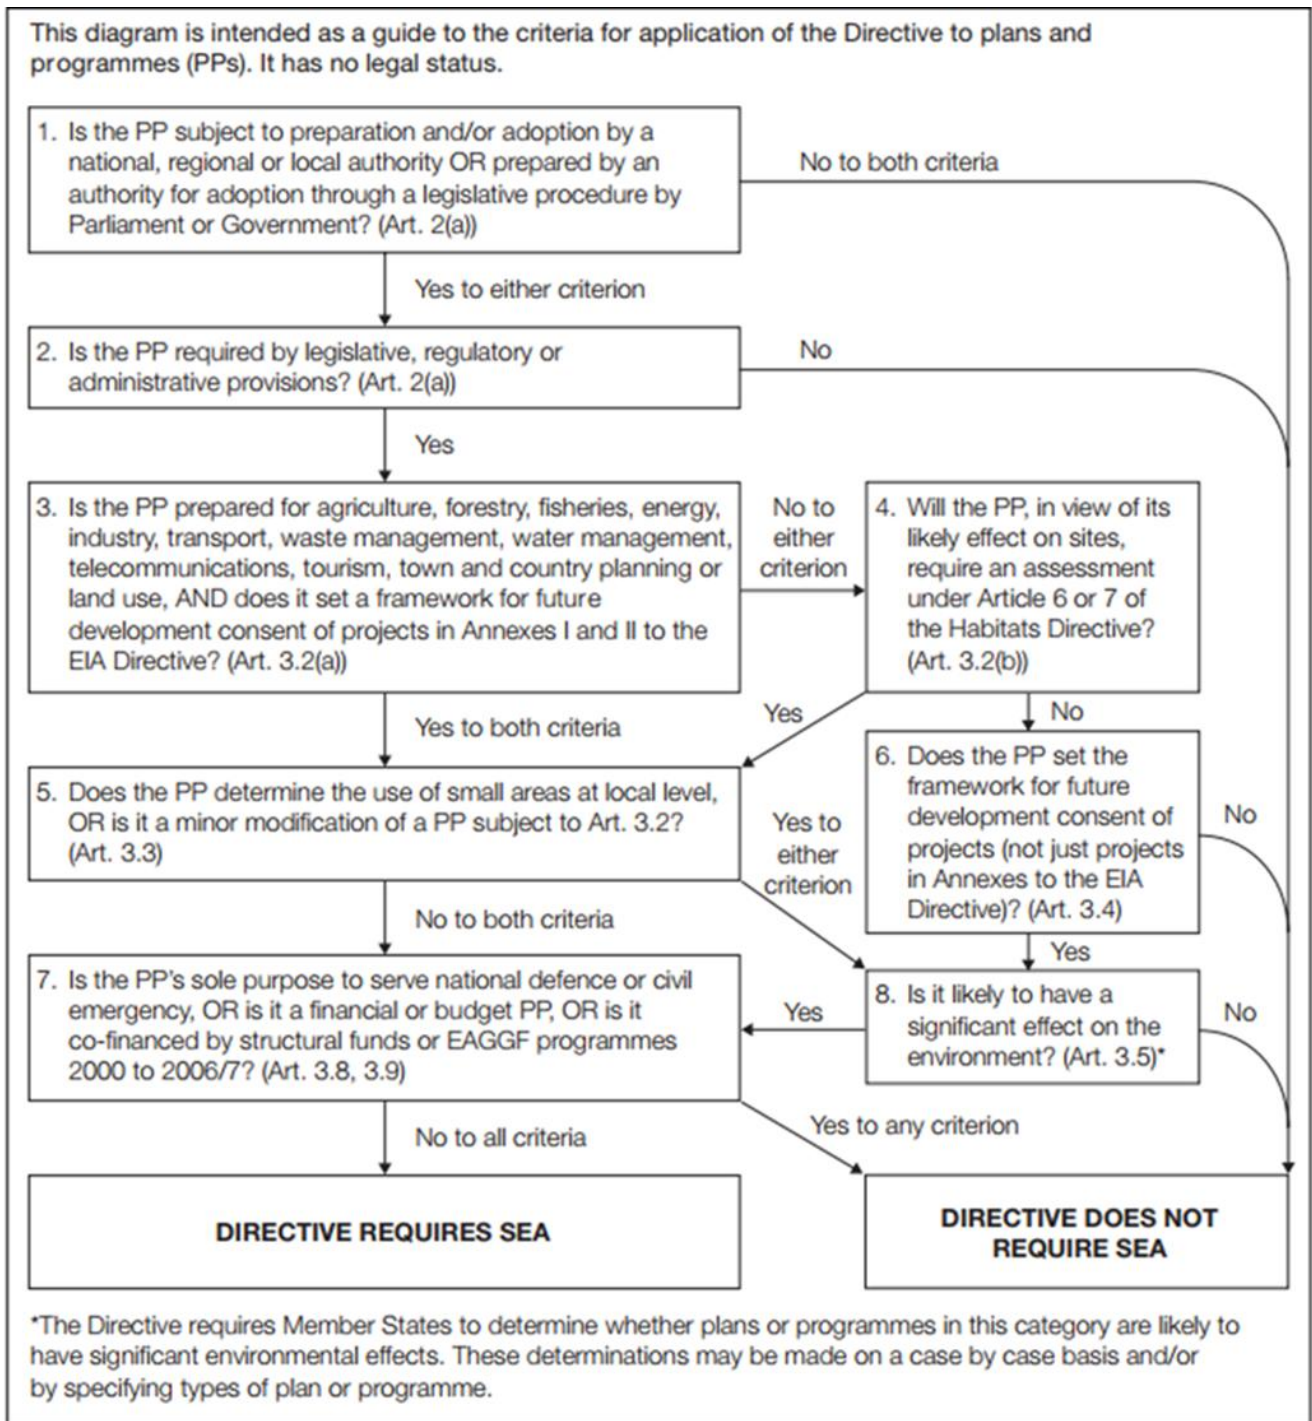 This diagram is intended as a guide to the criteria for application of the Directive to plans and
programmes (PPs). It has no legal status.
1. Is the PP subject to preparation and/or adoption by a
national, regional or local authority OR prepared by an
authority for adoption through a legislative procedure by
Parliament or Government? (Art. 2(a))
No to both criteria
Yes to either criterion
2. Is the PP required by legislative, regulatory or
administrative provisions? (Art. 2(a))
No
Yes
3. Is the PP prepared for agriculture, forestry, fisheries, energy,
industry, transport, waste management, water management,
telecommunications, tourism, town and country planning or
land use, AND does it set a framework for future
development consent of projects in Annexes I and II to the
EIA Directive? (Art. 3.2(a))
No to
either
criterion
4. Will the PP, in view of its
likely effect on sites,
require an assessment
under Article 6 or 7 of
the Habitats Directive?
(Art. 3.2(b))
Yes to both criteria
Yes
No
5. Does the PP determine the use of small areas at local level,
OR is it a minor modification of a PP subject to Art. 3.2?
(Art. 3.3)
Yes to
either
criterion
6. Does the PP set the
framework for future
development consent of
projects (not just projects
in Annexes to the EIA
Directive)? (Art. 3.4)
No
No to both criteria
Yes
7. Is the PP's sole purpose to serve national defence or civil
emergency, OR is it a financial or budget PP, OR is it
co-financed by structural funds or EAGGF programmes
2000 to 2006/7? (Art. 3.8, 3.9)
Yes
8. Is it likely to have a
significant effect on the
environment? (Art. 3.5)*
No
No to all criteria
Yes to any criterion
DIRECTIVE REQUIRES SEA
DIRECTIVE DOES NOT
REQUIRE SEA
*The Directive requires Member States to determine whether plans or programmes in this category are likely to
have significant environmental effects. These determinations may be made on a case by case basis and/or
by specifying types of plan or programme.